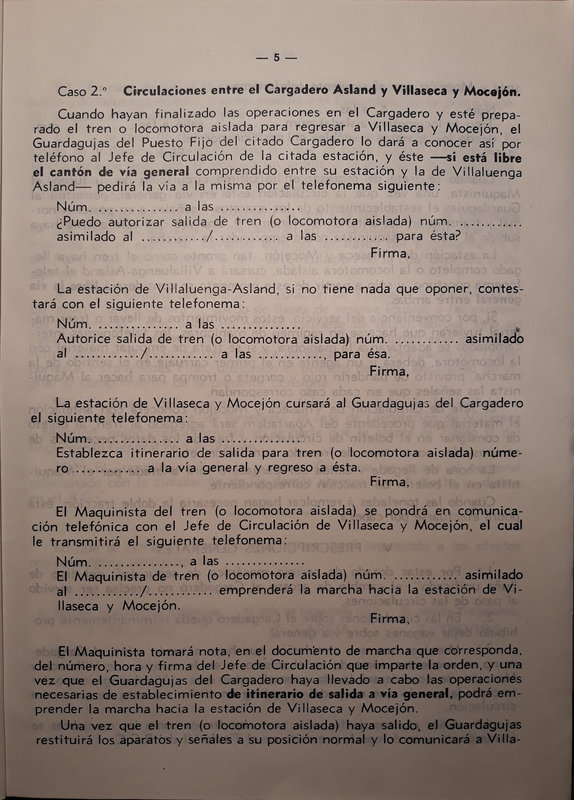 — 5 —
Caso 2.° Circulaciones entre el Cargadero Asland y Villaseca y Mocejón.
Cuando hayan finalizado las operaciones en el Cargadero y esté prepa-
rado el tren o locomotora aislada para regresar a Villaseca y Mocejón, el
Guardagujas del Puesto Fijo del citado Cargadero lo dará a conocer así por
teléfono al Jefe de Circulación de la citada estación, y éste —si está libre
el cantón de vía general comprendido entre su estación y la de Villaluenga
Asland— pedirá la vía a la misma por el telefonema siguiente:
Núm. ............... a las ...............
¿Puedo autorizar salida de tren (o locomotora aislada) núm. ............
asimilado al ............/............ a las ............ para ésta?
Firma,
La estación de Villaluenga-Asland, si no tiene nada que oponer, contes-
tará con el siguiente telefonema:
Núm. ............... a las ...............
Autorice salida de tren (o locomotora aislada) núm. ............ asimilado
al ............/............ a las ............, para ésa.
Firma,
La estación de Villaseca y Mocejón cursará al Guardagujas del Cargadero
el siguiente telefonema:
Núm. ............... a las ...............
Establezca itinerario de salida para tren (o locomotora aislada) núme-
ro ............ a la vía general y regreso a ésta.
Firma,
El Maquinista del tren (o locomotora aislada) se pondrá en comunica-
ción telefónica con el Jefe de Circulación de Villaseca y Mocejón, el cual
le transmitirá el siguiente telefonema:
Núm. ..............., a las ...............
El Maquinista de tren (o locomotora aislada) núm. ............ asimilado
al ............/............ emprenderá la marcha hacia la estación de Vi-
llaseca y Mocejón.
Firma,
El Maquinista tomará nota, en el documento de marcha que corresponda,
del número, hora y firma del Jefe de Circulación que imparte la orden, y una
vez que el Guardagujas del Cargadero haya llevado a cabo las operaciones
necesarias de establecimiento de itinerario de salida a vía general, podrá em-
prender la marcha hacia la estación de Villaseca y Mocejón.
Una vez que el tren (o locomotora aislada) haya salido, el Guardagujas
restituirá los aparatos y señales a su posición normal y lo comunicará a Villa-